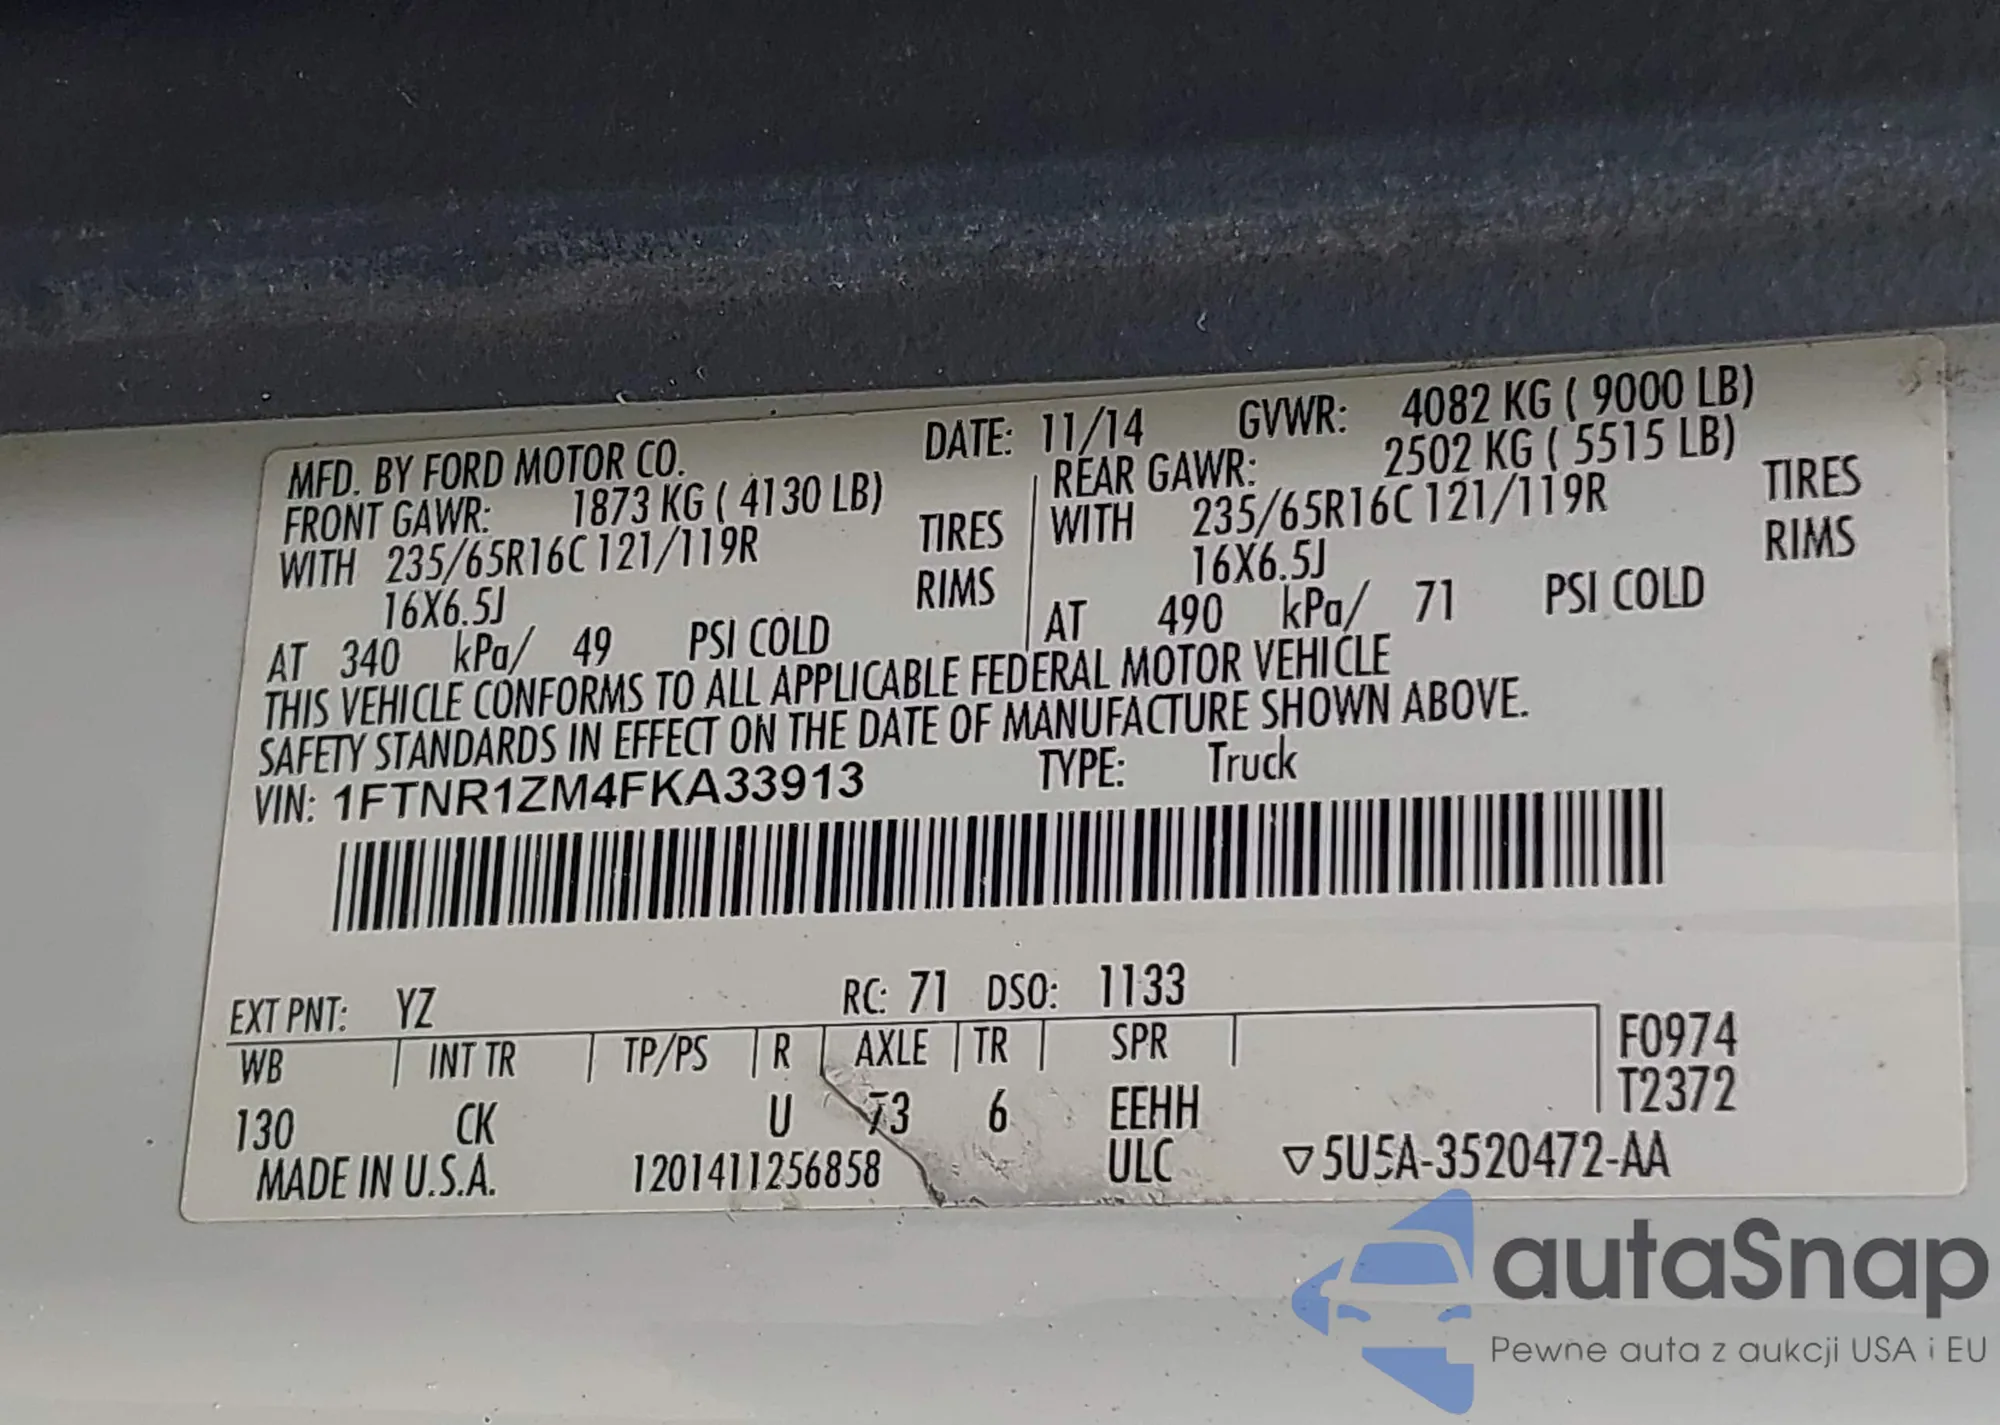 MFD. BY FORD MOTOR CO.
DATE: 11/14 GVWR: 4082 KG ( 9000 LB)
FRONT GAWR: 1873 KG ( 4130 LB)
WITH 235/65R16C 121/119R TIRES
16X6.5J RIMS
AT 340 kPa/ 49 PSI COLD
REAR GAWR: 2502 KG ( 5515 LB)
WITH 235/65R16C 121/119R TIRES
16X6.5J RIMS
AT 490 kPa/ 71 PSI COLD
THIS VEHICLE CONFORMS TO ALL APPLICABLE FEDERAL MOTOR VEHICLE
SAFETY STANDARDS IN EFFECT ON THE DATE OF MANUFACTURE SHOWN ABOVE.
VIN: 1FTNR1ZM4FKA33913 TYPE: Truck
EXT PNT: YZ RC: 71 DSO: 1133
WB INT TR TP/PS R AXLE TR SPR F0974
T2372
130 CK U 73 6 EEHH
MADE IN U.S.A. 1201411256858 ULC ▽5U5A-3520472-AA
autaSnap
Pewne auta z aukcji USA i EU